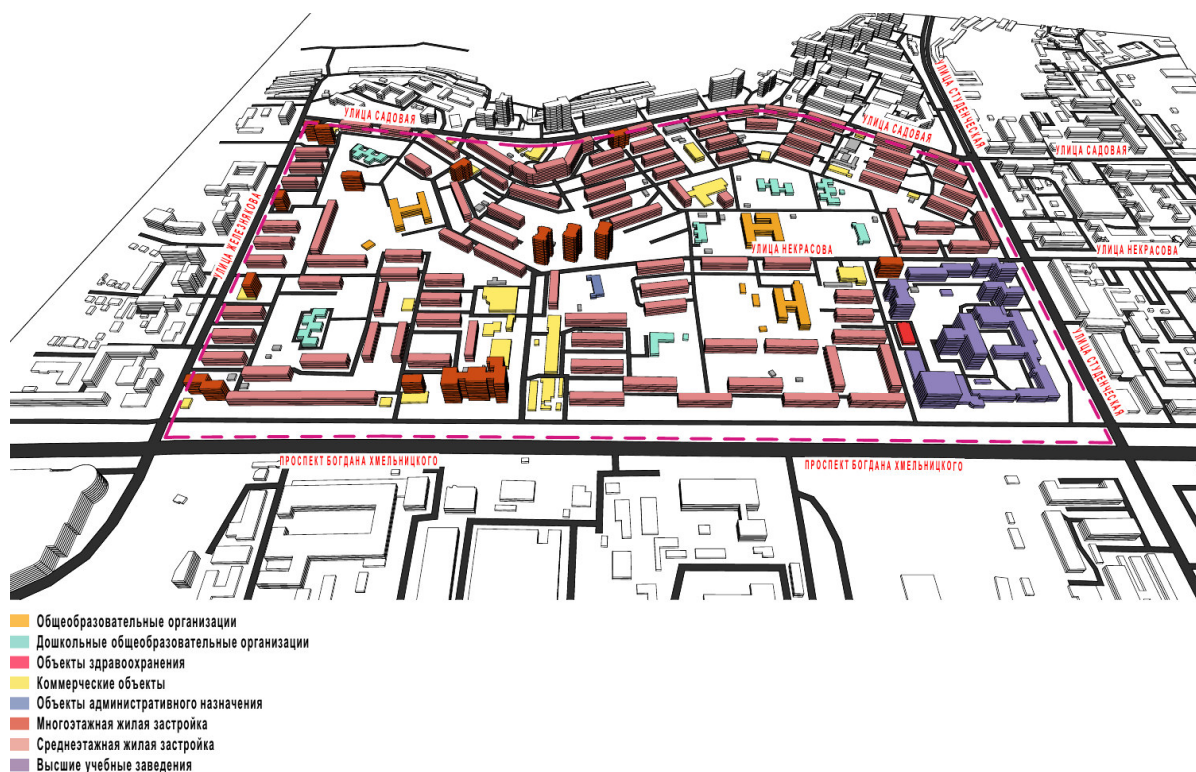 УЛИЦА САДОВАЯ
УЛИЦА САДОВАЯ
УЛИЦА СТУДЕНЧЕСКАЯ
УЛИЦА САДОВАЯ
УЛИЦА ЖЕЛЕЗНЯКОВА
УЛИЦА НЕКРАСОВА
УЛИЦА НЕКРАСОВА
УЛИЦА СТУДЕНЧЕСКАЯ
ПРОСПЕКТ БОГДАНА ХМЕЛЬНИЦКОГО
ПРОСПЕКТ БОГДАНА ХМЕЛЬНИЦКОГО
Общеобразовательные организации
Дошкольные общеобразовательные организации
Объекты здравоохранения
Коммерческие объекты
Объекты административного назначения
Многоэтажная жилая застройка
Среднеэтажная жилая застройка
Высшие учебные заведения